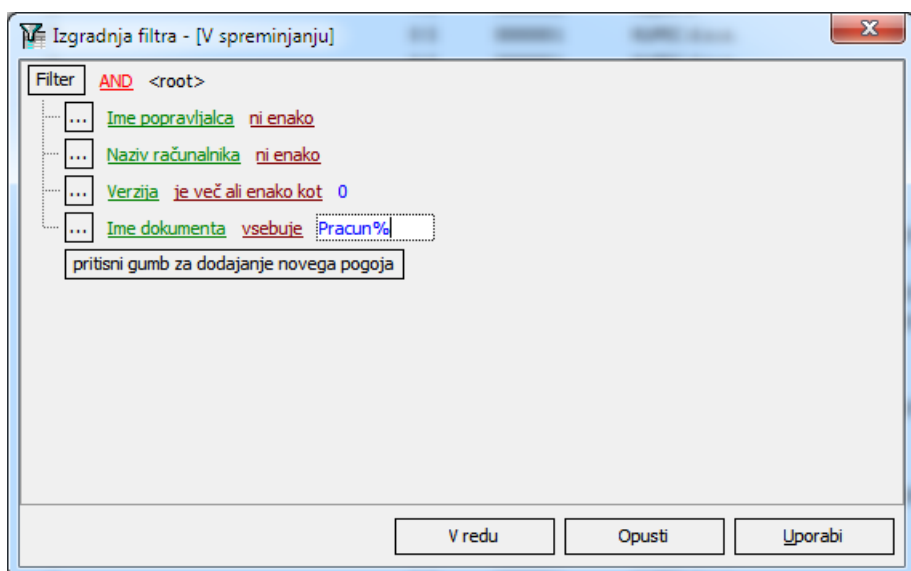 Izgradnja filtra - [V spreminjanju]
Filter AND <root>
... Ime popravljalca ni enako
... Naziv računalnika ni enako
... Verzija je več ali enako kot 0
... Ime dokumenta vsebuje Pracun%
pritisni gumb za dodajanje novega pogoja
V redu Opusti Uporabi